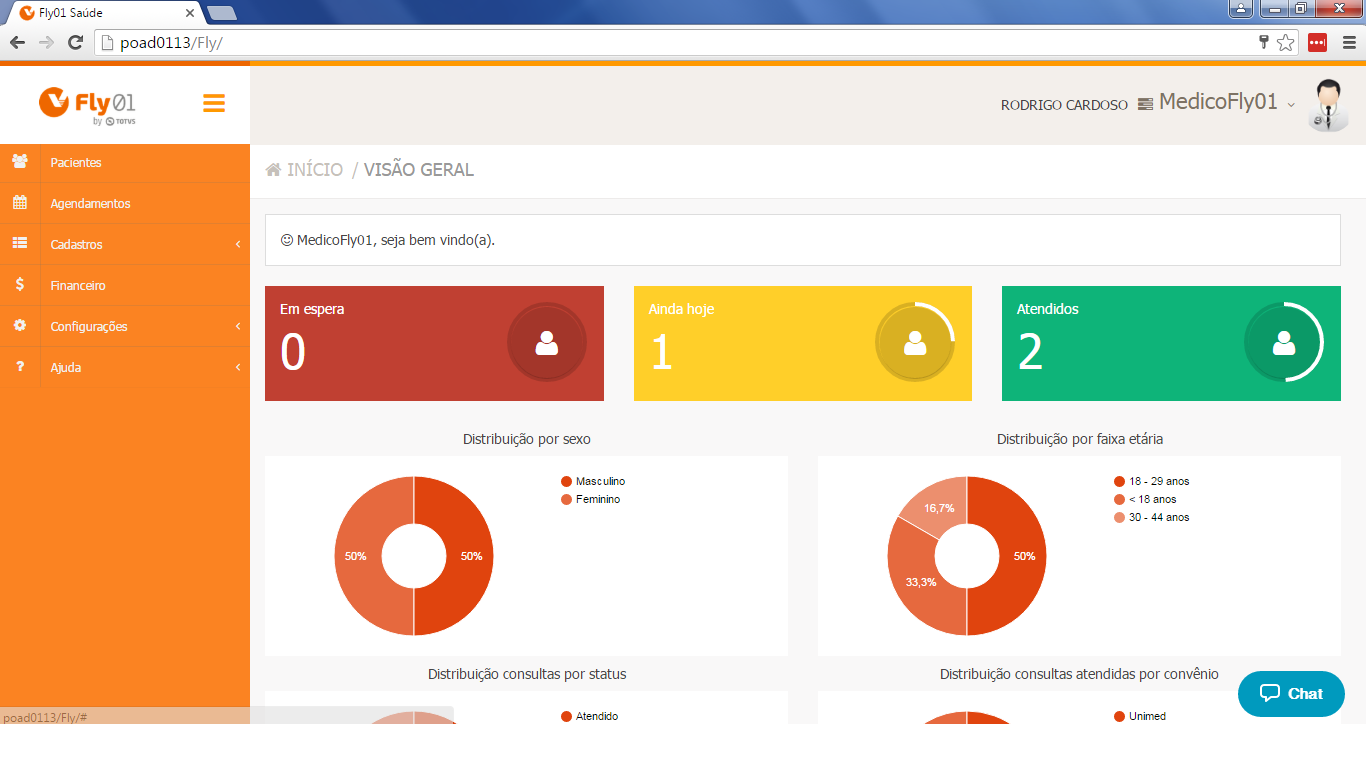 Fly01 Saúde
poad0113/Fly/
Fly01
by TOTVS
RODRIGO CARDOSO MedicoFly01
Pacientes
Agendamentos
Cadastros
Financeiro
Configurações
Ajuda
INÍCIO / VISÃO GERAL
MedicoFly01, seja bem vindo(a).
Em espera
0
Ainda hoje
1
Atendidos
2
Distribuição por sexo
50%
50%
Masculino
Feminino
Distribuição por faixa etária
16,7%
33,3%
50%
18 - 29 anos
< 18 anos
30 - 44 anos
Distribuição consultas por status
Atendido
Distribuição consultas atendidas por convênio
Unimed
Chat
poad0113/Fly/#